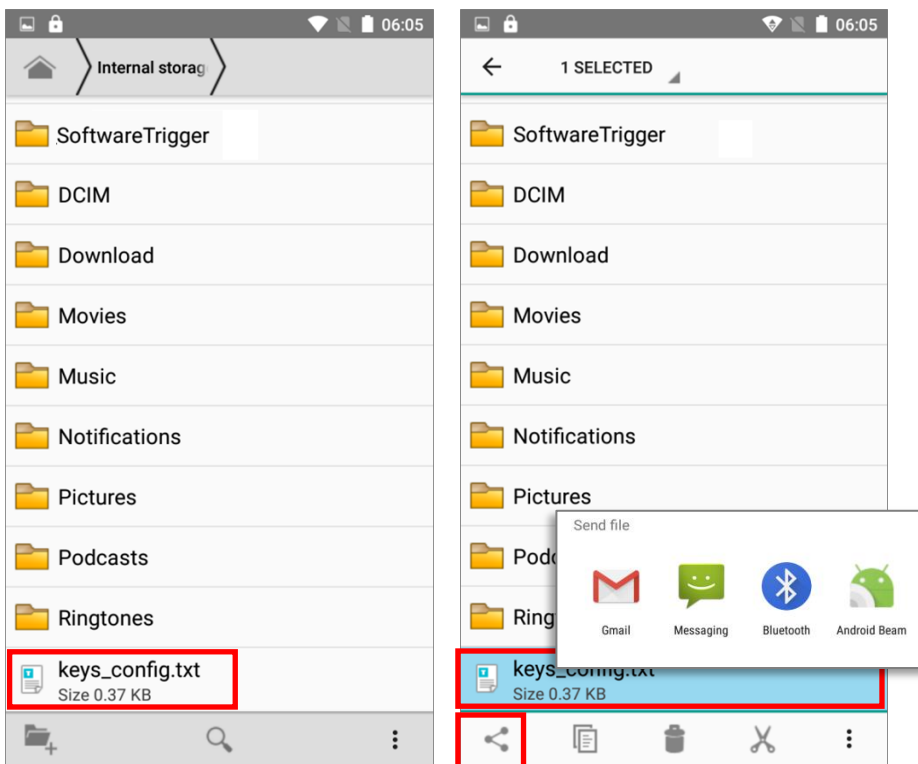 06:05
Internal storag
SoftwareTrigger
DCIM
Download
Movies
Music
Notifications
Pictures
Podcasts
Ringtones
keys_config.txt
Size 0.37 KB
06:05
1 SELECTED
SoftwareTrigger
DCIM
Download
Movies
Music
Notifications
Pictures
Send file
Podc
Gmail Messaging Bluetooth Android Beam
Ring
keys_config.txt
Size 0.37 KB